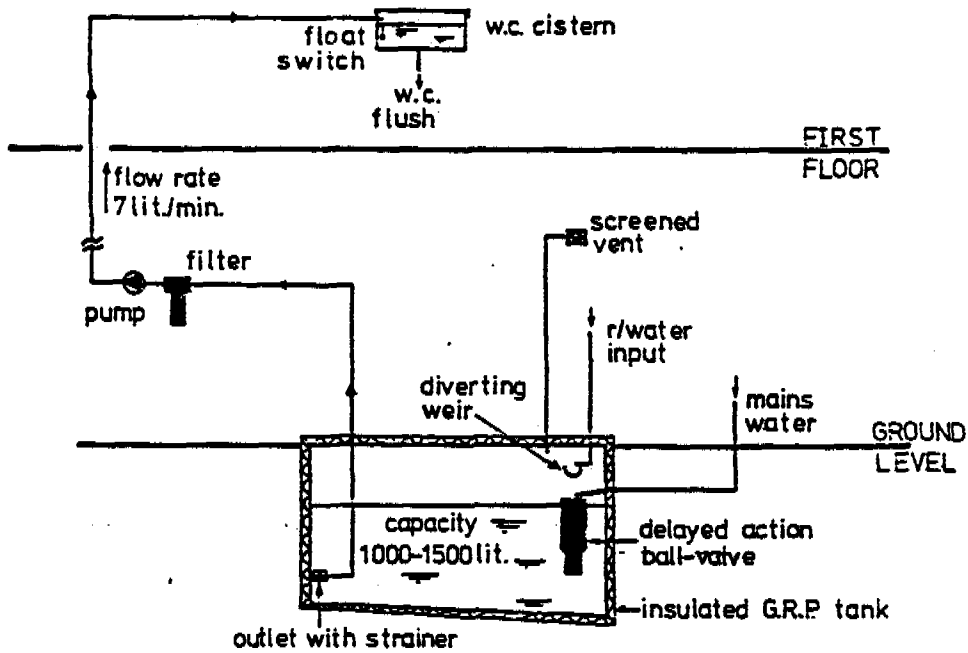 w.c. cistern
float
switch
w.c.
flush
FIRST
FLOOR
flow rate
7 lit./min.
screened
vent
filter
pump
r/water
input
diverting
weir
mains
water
GROUND
LEVEL
capacity
1000-1500 lit.
delayed action
ball-valve
insulated G.R.P. tank
outlet with strainer